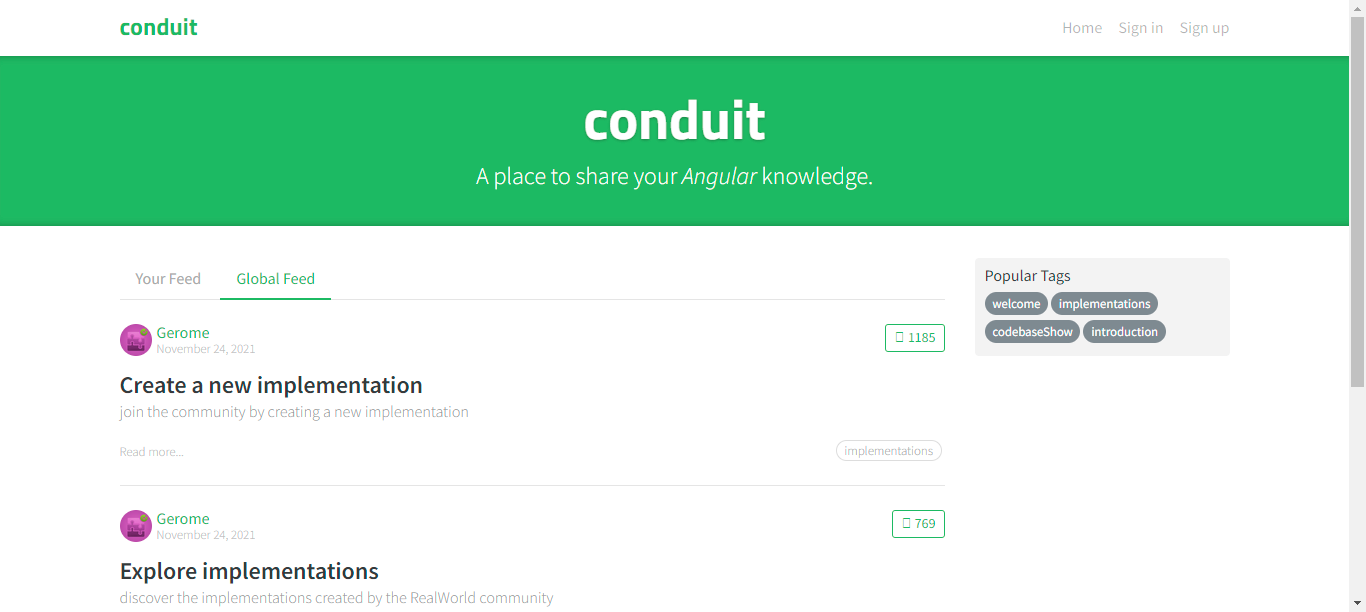 conduit
Home Sign in Sign up
conduit
A place to share your Angular knowledge.
Your Feed Global Feed
Popular Tags
welcome implementations
codebaseShow introduction
Gerome
November 24, 2021
1185
Create a new implementation
join the community by creating a new implementation
Read more...
implementations
Gerome
November 24, 2021
769
Explore implementations
discover the implementations created by the RealWorld community